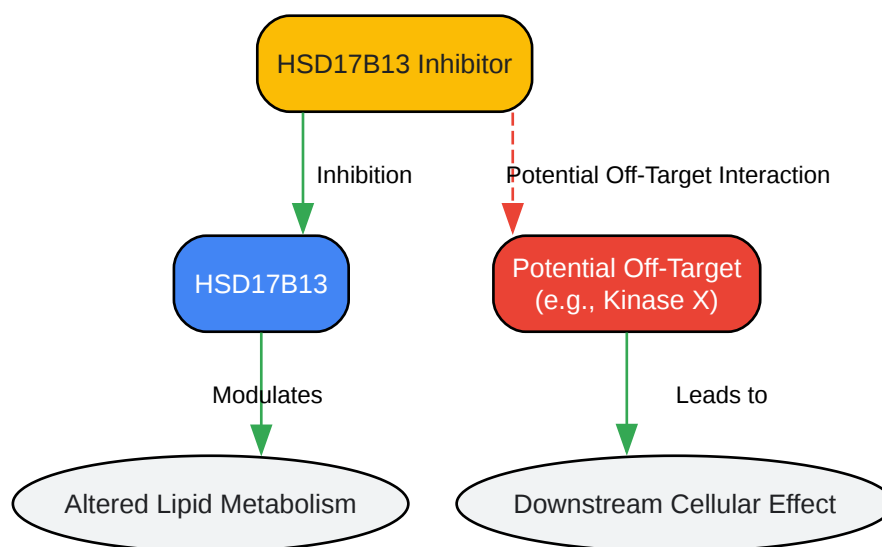 HSD17B13 Inhibitor
Inhibition
Potential Off-Target Interaction
HSD17B13
Potential Off-Target
(e.g., Kinase X)
Modulates
Leads to
Altered Lipid Metabolism
Downstream Cellular Effect